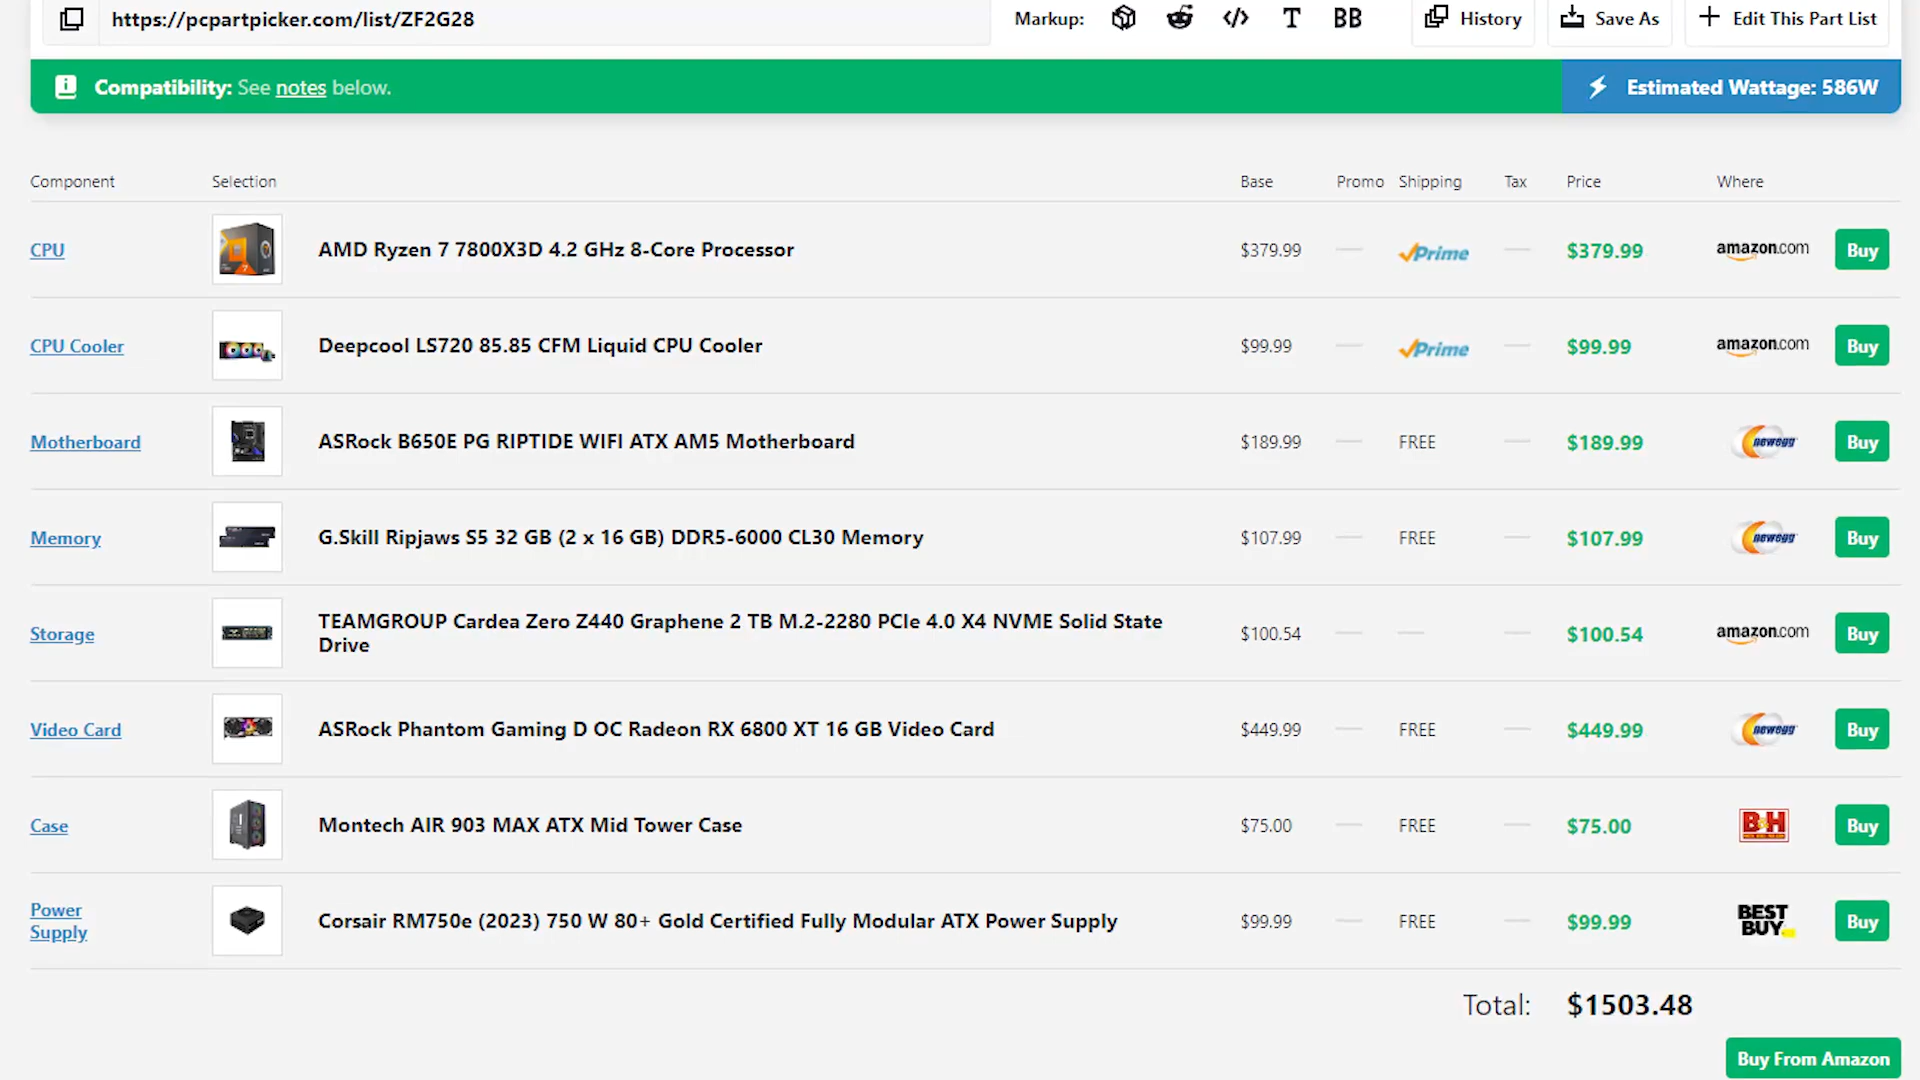 https://pcpartpicker.com/list/ZF2G28
Markup: T BB History Save As Edit This Part List
Compatibility: See notes below. Estimated Wattage: 586W
Component Selection Base Promo Shipping Tax Price Where
CPU AMD Ryzen 7 7800X3D 4.2 GHz 8-Core Processor $379.99 — Prime — $379.99 amazon.com Buy
CPU Cooler Deepcool LS720 85.85 CFM Liquid CPU Cooler $99.99 — Prime — $99.99 amazon.com Buy
Motherboard ASRock B650E PG RIPTIDE WIFI ATX AM5 Motherboard $189.99 — FREE — $189.99 newegg Buy
Memory G.Skill Ripjaws S5 32 GB (2 x 16 GB) DDR5-6000 CL30 Memory $107.99 — FREE — $107.99 newegg Buy
Storage TEAMGROUP Cardea Zero Z440 Graphene 2 TB M.2-2280 PCIe 4.0 X4 NVME Solid State
Drive $100.54 — — — $100.54 amazon.com Buy
Video Card ASRock Phantom Gaming D OC Radeon RX 6800 XT 16 GB Video Card $449.99 — FREE — $449.99 newegg Buy
Case Montech AIR 903 MAX ATX Mid Tower Case $75.00 — FREE — $75.00 B&H Buy
Power
Supply Corsair RM750e (2023) 750 W 80+ Gold Certified Fully Modular ATX Power Supply $99.99 — FREE — $99.99 BEST
BUY Buy
Total: $1503.48
Buy From Amazon